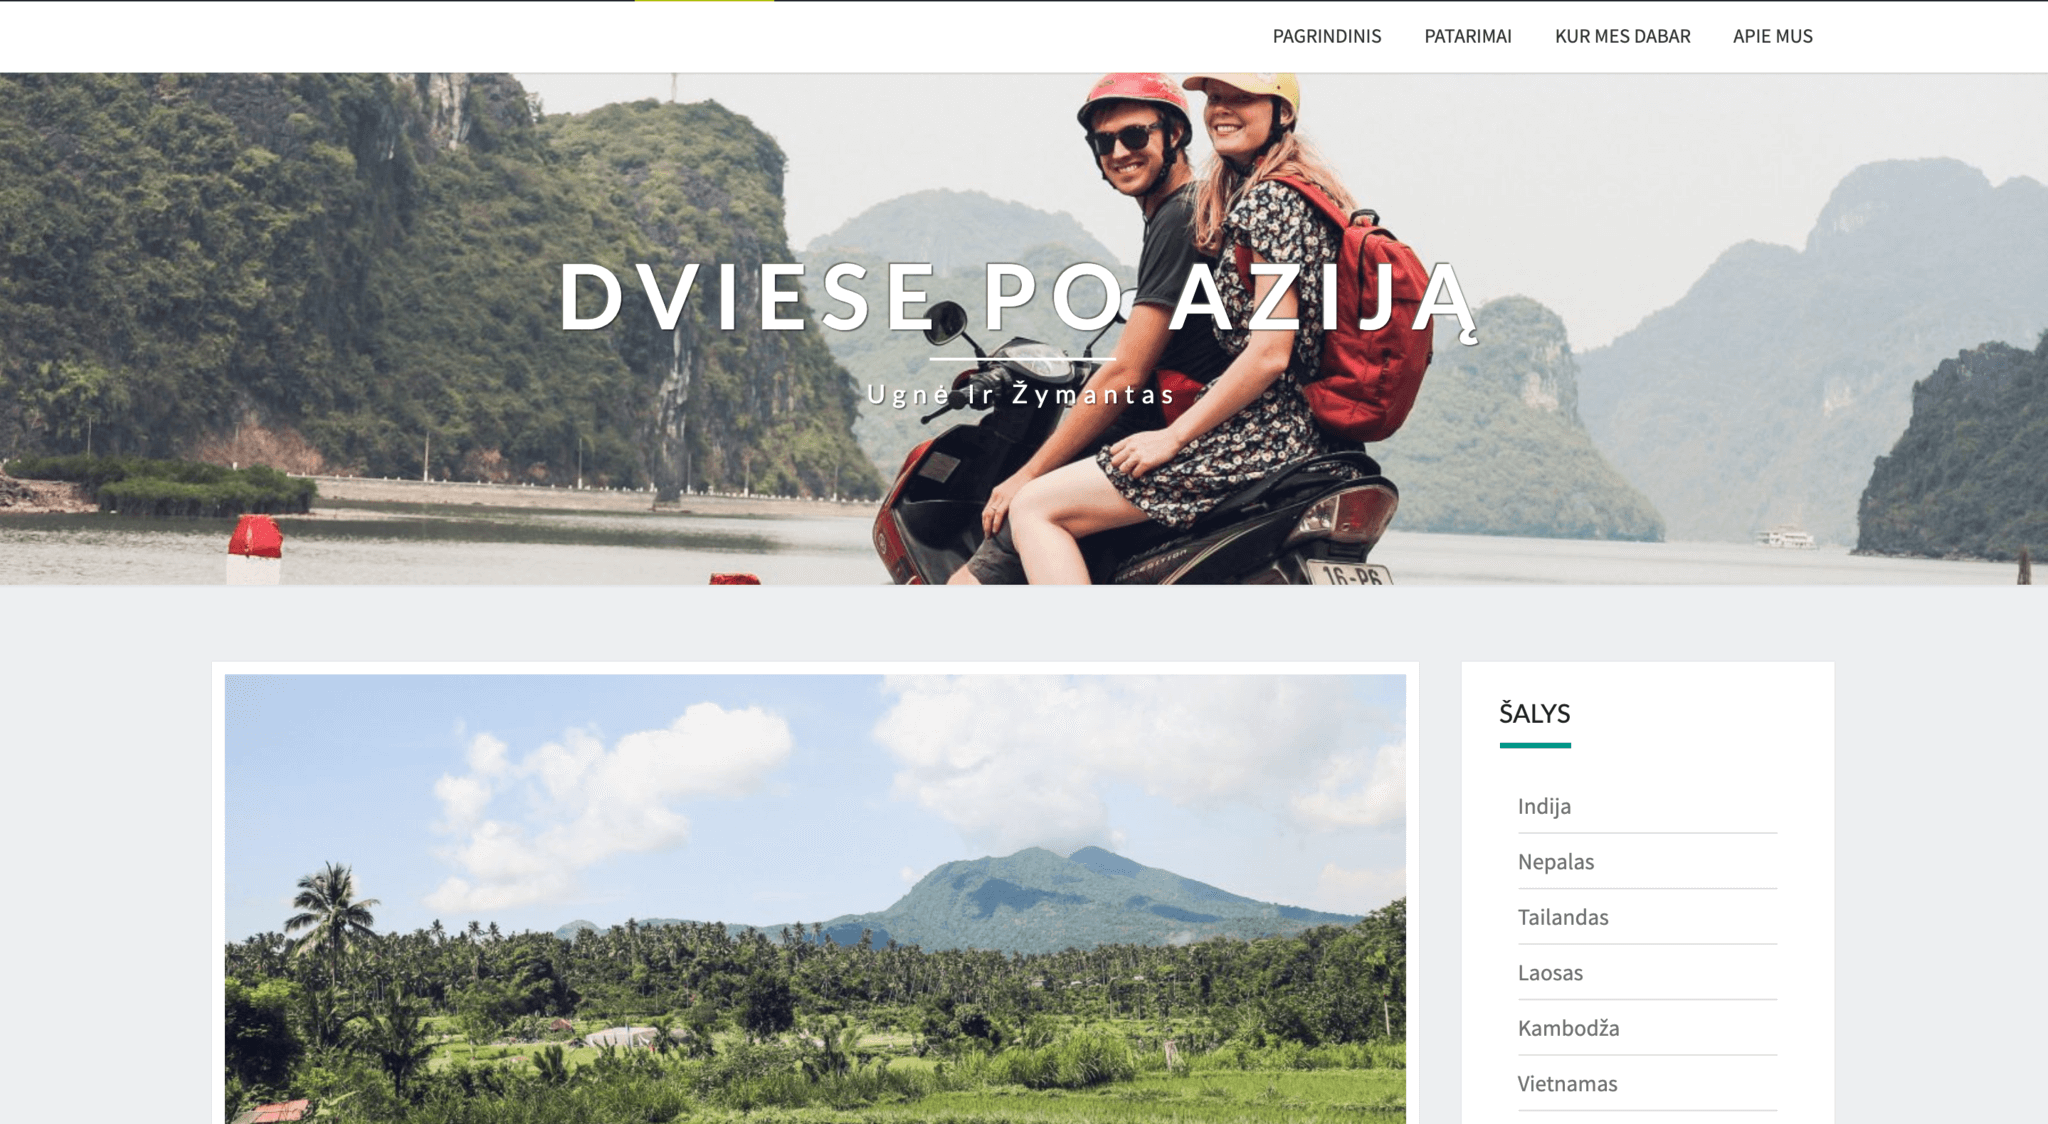 PAGRINDINIS PATARIMAI KUR MES DABAR APIE MUS
DVIESE PO AZIJĄ
Ugnė Ir Žymantas
16-P6
ŠALYS
Indija
Nepalas
Tailandas
Laosas
Kambodža
Vietnamas